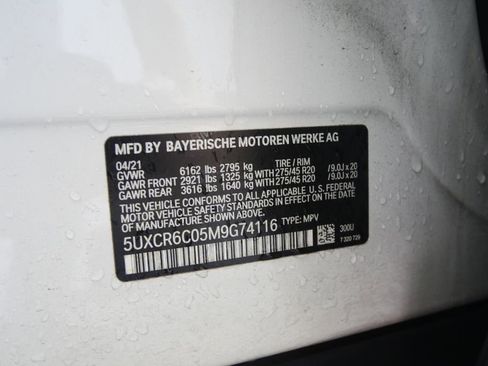 MFD BY BAYERISCHE MOTOREN WERKE AG
04/21 TIRE / RIM
GVWR 6162 lbs 2795 kg
GAWR FRONT 2921 lbs 1325 kg WITH 275/45 R20 / 9.0J x 20
GAWR REAR 3616 lbs 1640 kg WITH 275/45 R20 / 9.0J x 20
THIS VEHICLE CONFORMS TO ALL APPLICABLE U.S. FEDERAL
MOTOR VEHICLE SAFETY STANDARDS IN EFFECT ON THE
DATE OF MANUFACTURE SHOWN ABOVE.
5UXCR6C05M9G74116 TYPE: MPV
300U
T 320 729